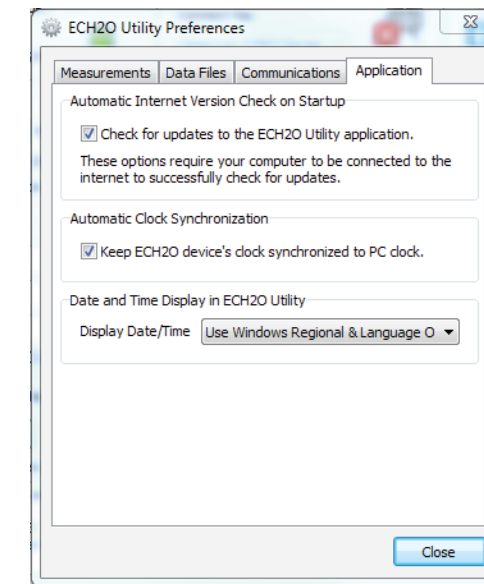 ECH2O Utility Preferences
Measurements Data Files Communications Application
Automatic Internet Version Check on Startup
Check for updates to the ECH2O Utility application.
These options require your computer to be connected to the
internet to successfully check for updates.
Automatic Clock Synchronization
Keep ECH2O device's clock synchronized to PC clock.
Date and Time Display in ECH2O Utility
Display Date/Time Use Windows Regional & Language O
Close